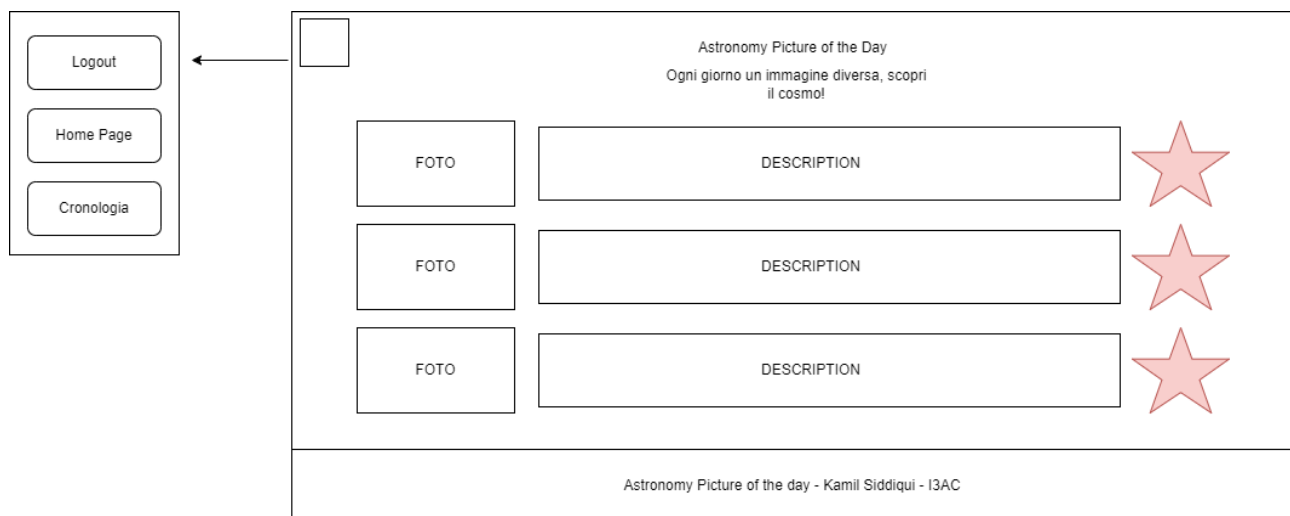 Logout
Home Page
Cronologia
Astronomy Picture of the Day
Ogni giorno un immagine diversa, scopri
il cosmo!
FOTO
DESCRIPTION
FOTO
DESCRIPTION
FOTO
DESCRIPTION
Astronomy Picture of the day - Kamil Siddiqui - I3AC